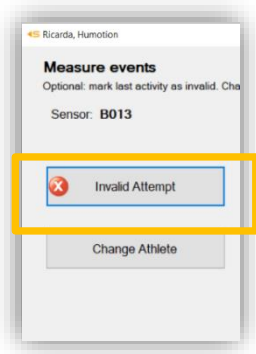 Ricarda, Humotion
Measure events
Optional: mark last activity as invalid. Cha
Sensor: B013
Invalid Attempt
Change Athlete